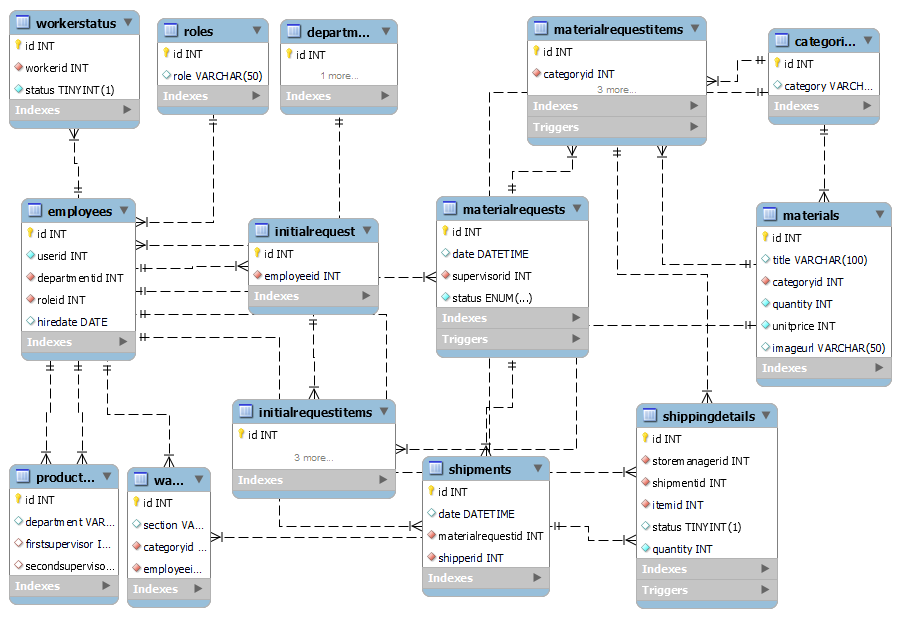 workerstatus
id INT
workerid INT
status TINYINT(1)
Indexes
roles
id INT
role VARCHAR(50)
Indexes
departm...
id INT
1 more...
Indexes
materialrequestitems
id INT
categoryid INT
3 more...
Indexes
Triggers
categori...
id INT
category VARCH...
Indexes
employees
id INT
userid INT
departmentid INT
roleid INT
hiredate DATE
Indexes
initialrequest
id INT
employeeid INT
Indexes
materialrequests
id INT
date DATETIME
supervisorid INT
status ENUM(...)
Indexes
Triggers
materials
id INT
title VARCHAR(100)
categoryid INT
quantity INT
unitprice INT
imageurl VARCHAR(50)
Indexes
initialrequestitems
id INT
3 more...
Indexes
product...
id INT
department VAR...
firstsupervisor I...
secondsuperviso...
Indexes
wa...
id INT
section VA...
categoryid ...
employeei...
Indexes
shipments
id INT
date DATETIME
materialrequestid INT
shipperid INT
Indexes
shippingdetails
id INT
storemanagerid INT
shipmentid INT
itemid INT
status TINYINT(1)
quantity INT
Indexes
Triggers